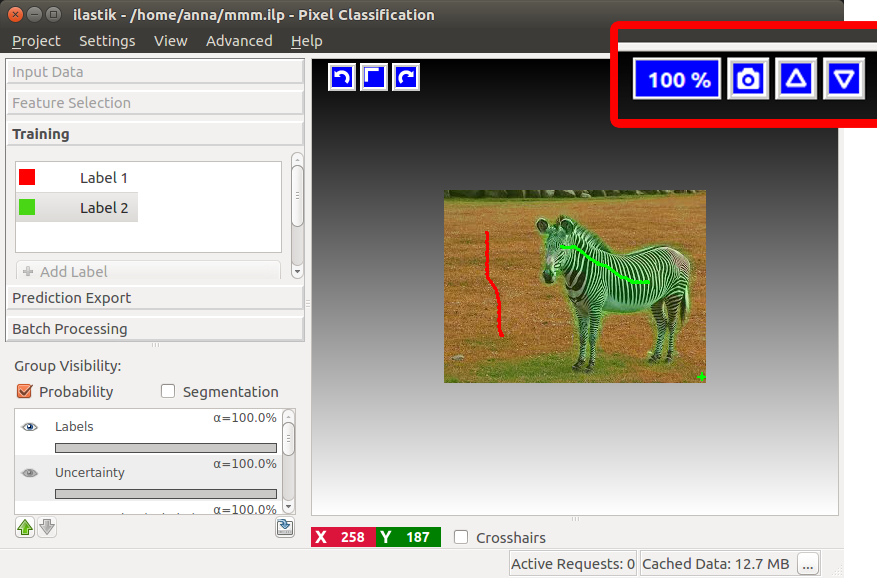 ilastik - /home/anna/mmm.ilp - Pixel Classification
Project Settings View Advanced Help
Input Data
Feature Selection
Training
Label 1
Label 2
Add Label
Prediction Export
Batch Processing
Group Visibility:
Probability Segmentation
α=100.0%
Labels
α=100.0%
Uncertainty
α=100.0%
100 %
X 258 Y 187 Crosshairs
Active Requests: 0 Cached Data: 12.7 MB ...